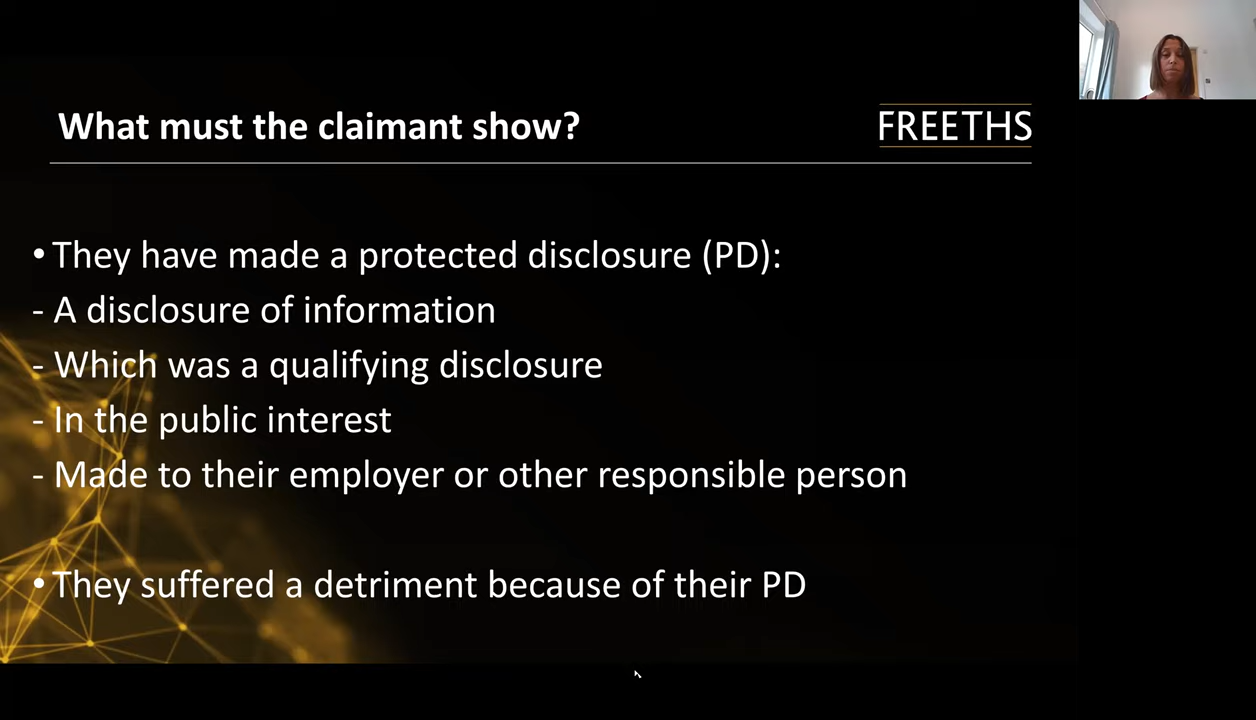 What must the claimant show?
FREETHS
• They have made a protected disclosure (PD):
- A disclosure of information
- Which was a qualifying disclosure
- In the public interest
- Made to their employer or other responsible person
• They suffered a detriment because of their PD